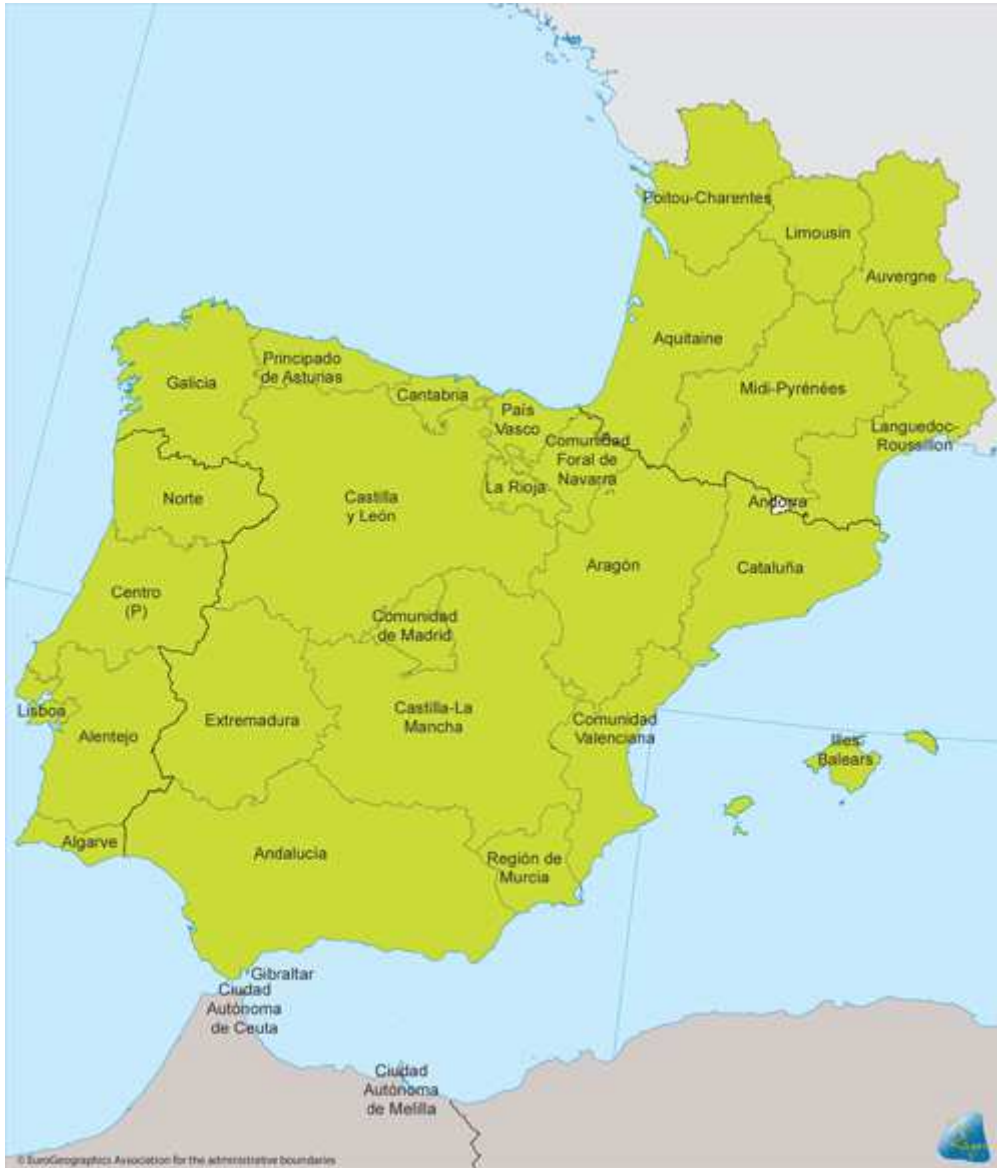 Poitou-Charentes
Limousin
Auvergne
Aquitaine
Midi-Pyrénées
Languedoc-
Roussillon
Galicia
Principado
de Asturias
Cantabria
País
Vasco
Comunidad
Foral de
Navarra
La Rioja
Castilla
y León
Norte
Andorra
Aragón
Cataluña
Centro
(P)
Comunidad
de Madrid
Lisboa
Alentejo
Extremadura
Castilla-La
Mancha
Comunidad
Valenciana
Illes
Balears
Algarve
Andalucia
Región de
Murcia
Gibraltar
Ciudad
Autónoma
de Ceuta
Ciudad
Autónoma
de Melilla
© EuroGeographics Association for the administrative boundaries